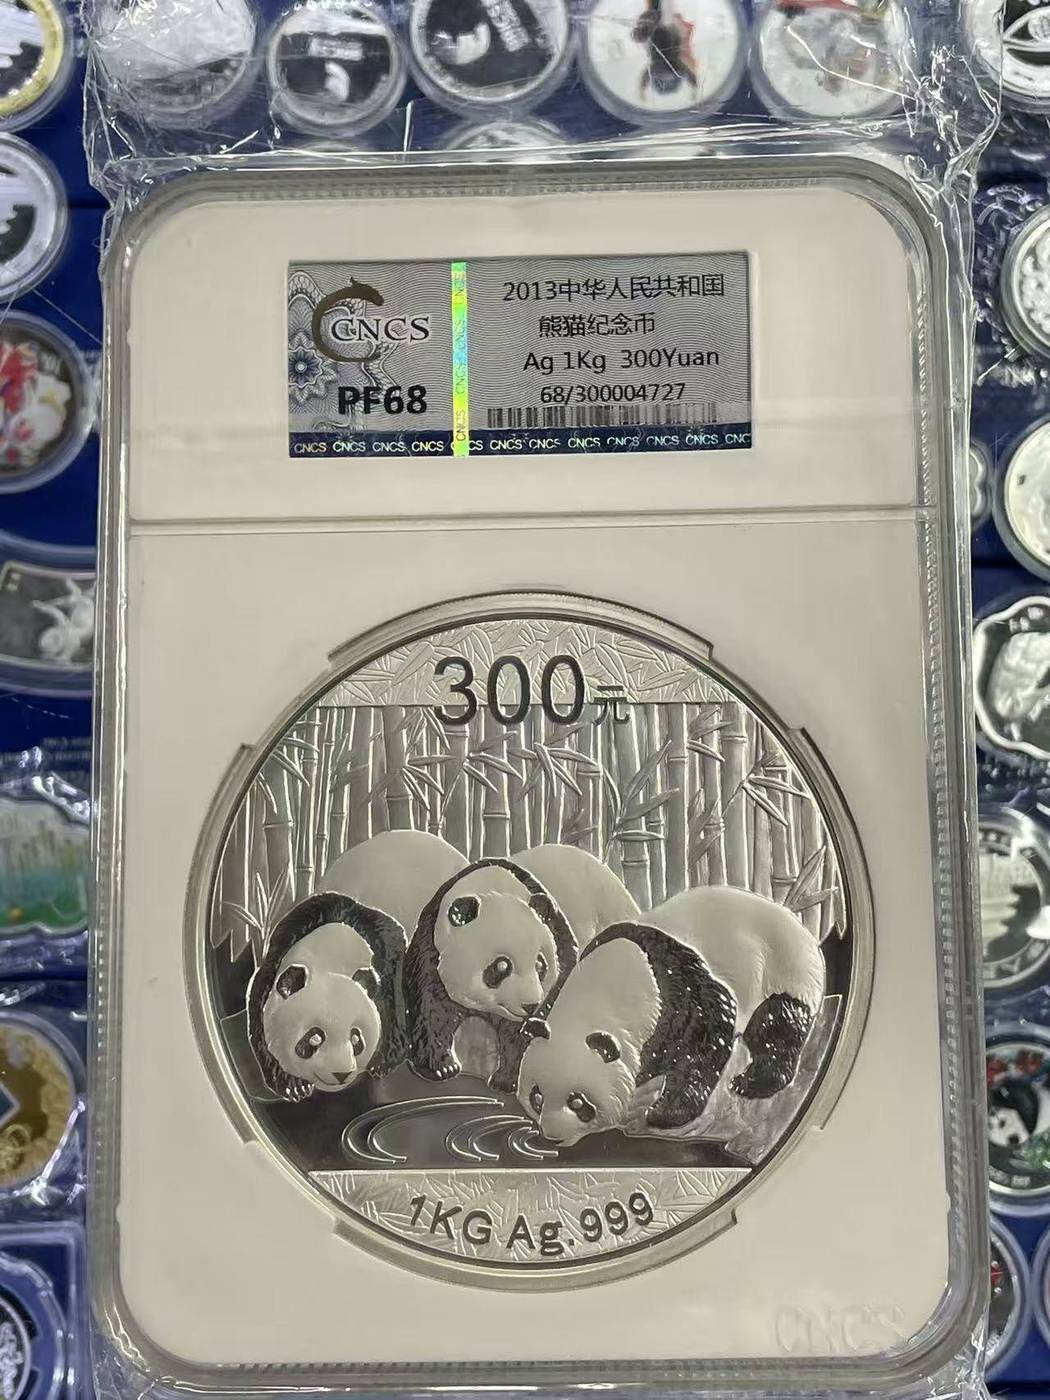 CNCS
PF68
2013中华人民共和国
熊猫纪念币
Ag 1Kg 300Yuan
68/300004727
CNCS CNCS CNCS CNCS CNCS CNCS CNCS CNCS CNCS CNCS CNCS CNC
300元
1KG Ag.999
CNCS